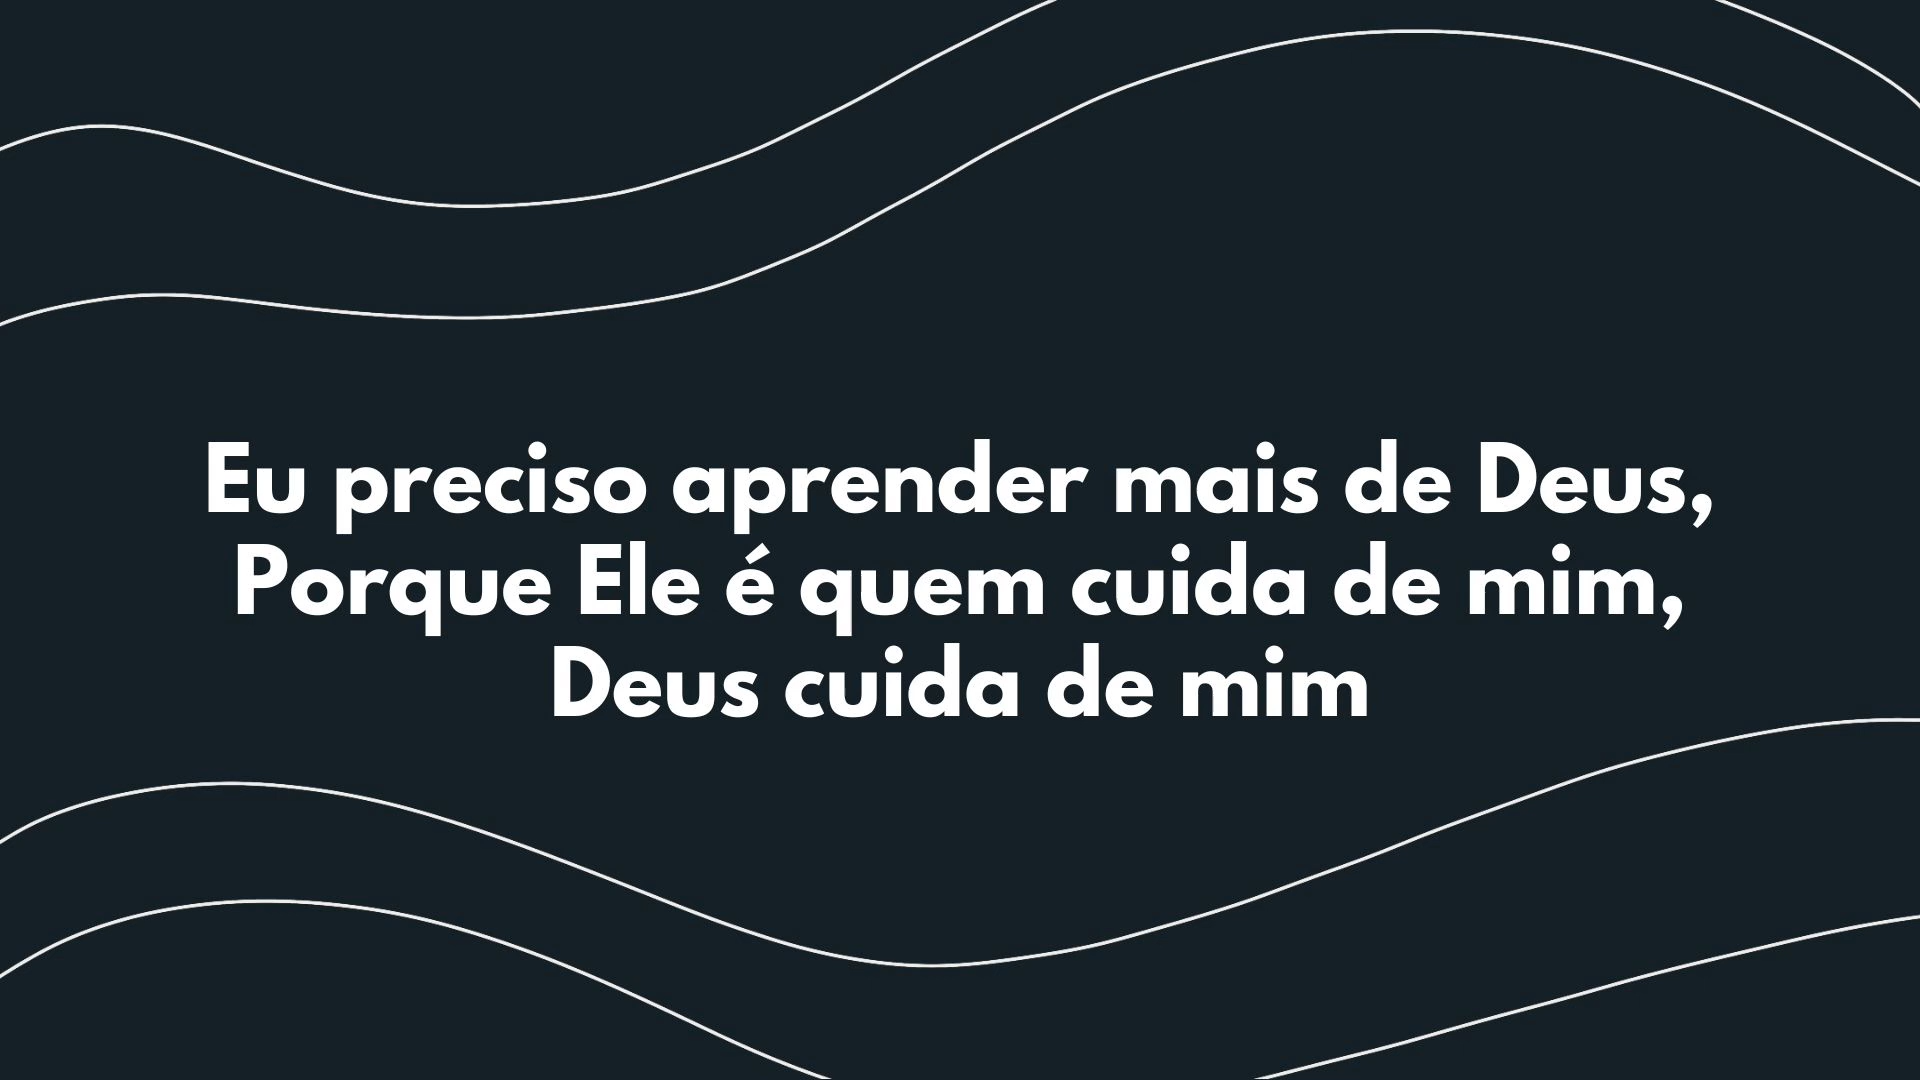 Eu preciso aprender mais de Deus,
Porque Ele é quem cuida de mim,
Deus cuida de mim